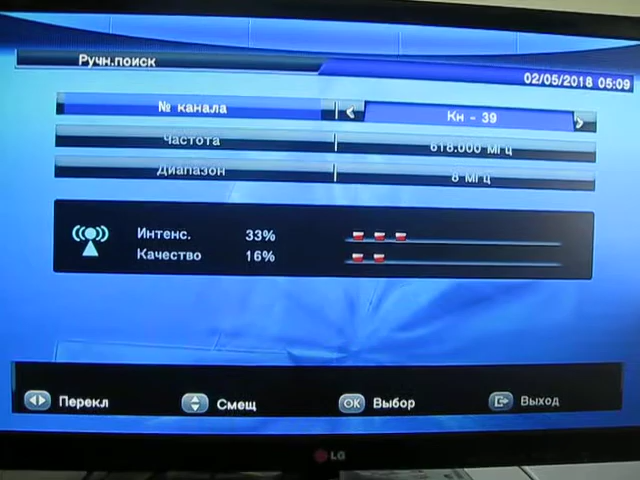 Ручн.поиск
02/05/2018 05:09
№ канала
Кн - 39
Частота
618.000 мГц
Диапазон
8 мГц
Интенс. 33%
Качество 16%
Перекл
Смещ
OK Выбор
Выход
LG